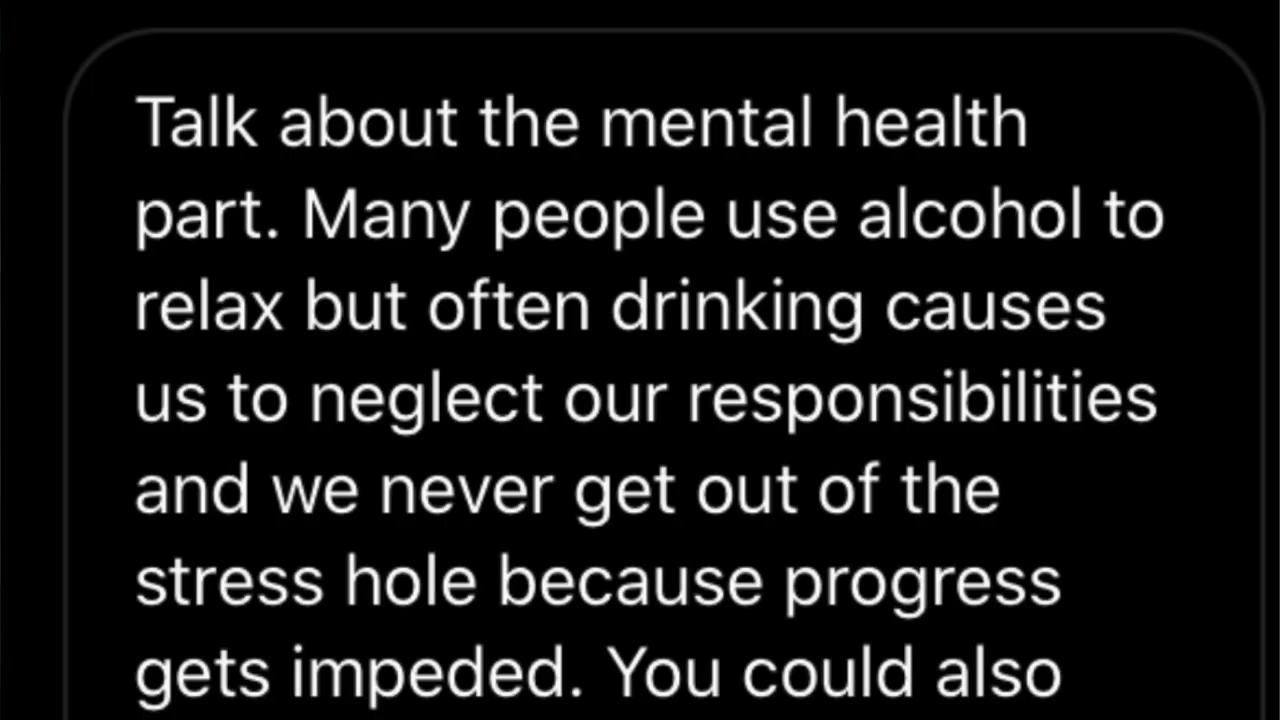 Talk about the mental health
part. Many people use alcohol to
relax but often drinking causes
us to neglect our responsibilities
and we never get out of the
stress hole because progress
gets impeded. You could also